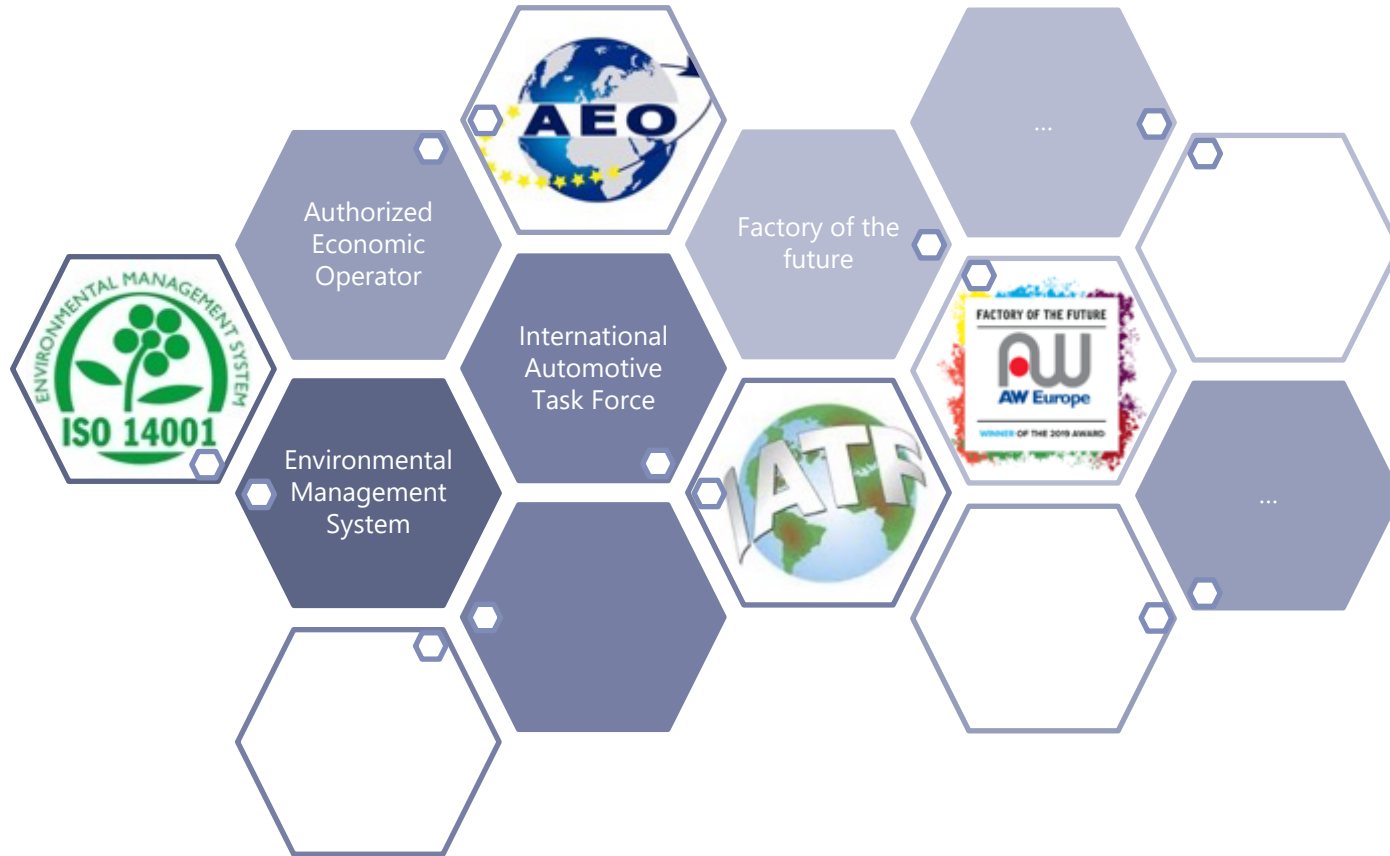 AEO
...
Authorized
Economic
Operator
Factory of the
future
ENVIRONMENTAL MANAGEMENT SYSTEM
ISO 14001
International
Automotive
Task Force
FACTORY OF THE FUTURE
AW
AW Europe
WINNER OF THE 2019 AWARD
Environmental
Management
System
IATF
...